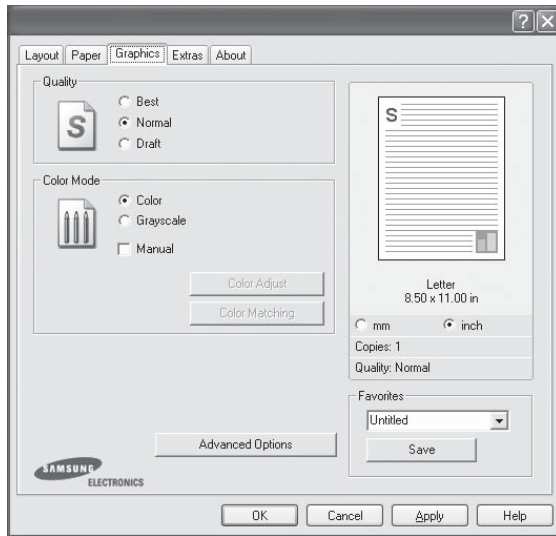 Layout Paper Graphics Extras About
Quality
S
Best
Normal
Draft
Color Mode
Color
Grayscale
Manual
Color Adjust
Color Matching
Advanced Options
SAMSUNG
ELECTRONICS
S
Letter
8.50 x 11.00 in
mm inch
Copies: 1
Quality: Normal
Favorites
Untitled
Save
OK Cancel Apply Help